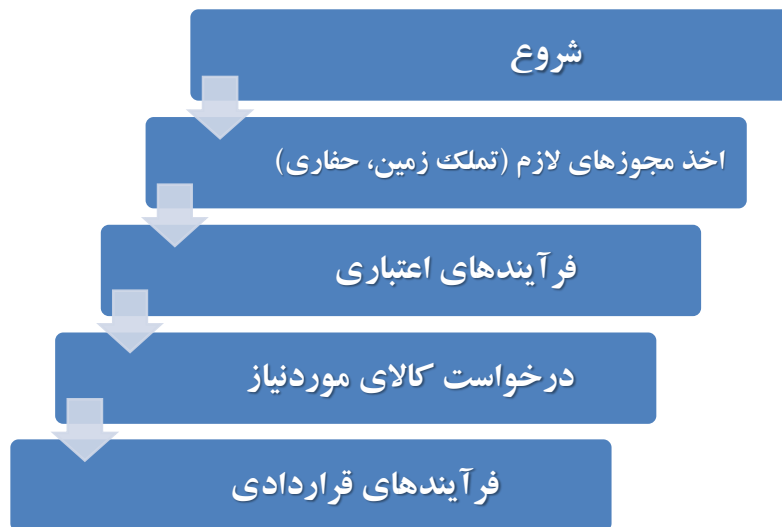 شروع
اخذ مجوزهای لازم (تملک زمین، حفاری)
فرآیندهای اعتباری
درخواست کالای موردنیاز
فرآیندهای قراردادی